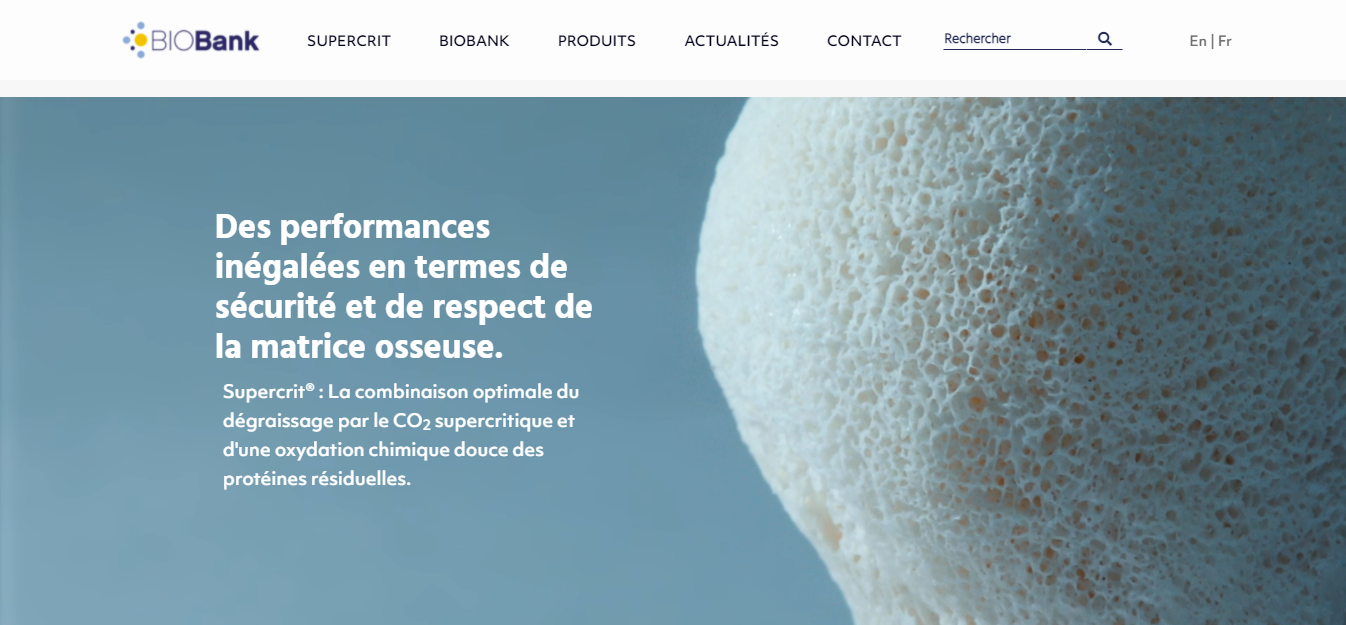 BIOBank
SUPERCRIT
BIOBANK
PRODUITS
ACTUALITÉS
CONTACT
Rechercher
En | Fr
Des performances
inégalées en termes de
sécurité et de respect de
la matrice osseuse.
Supercrit® : La combinaison optimale du
dégraissage par le CO₂ supercritique et
d'une oxydation chimique douce des
protéines résiduelles.